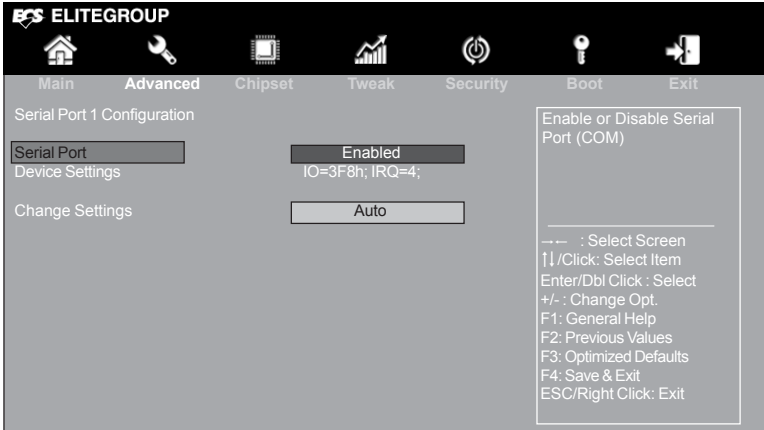 ECS ELITEGROUP
Main Advanced Chipset Tweak Security Boot Exit
Serial Port 1 Configuration
Serial Port Enabled
Device Settings IO=3F8h; IRQ=4;
Change Settings Auto
Enable or Disable Serial
Port (COM)
→← : Select Screen
↑↓/Click: Select Item
Enter/Dbl Click : Select
+/- : Change Opt.
F1: General Help
F2: Previous Values
F3: Optimized Defaults
F4: Save & Exit
ESC/Right Click: Exit